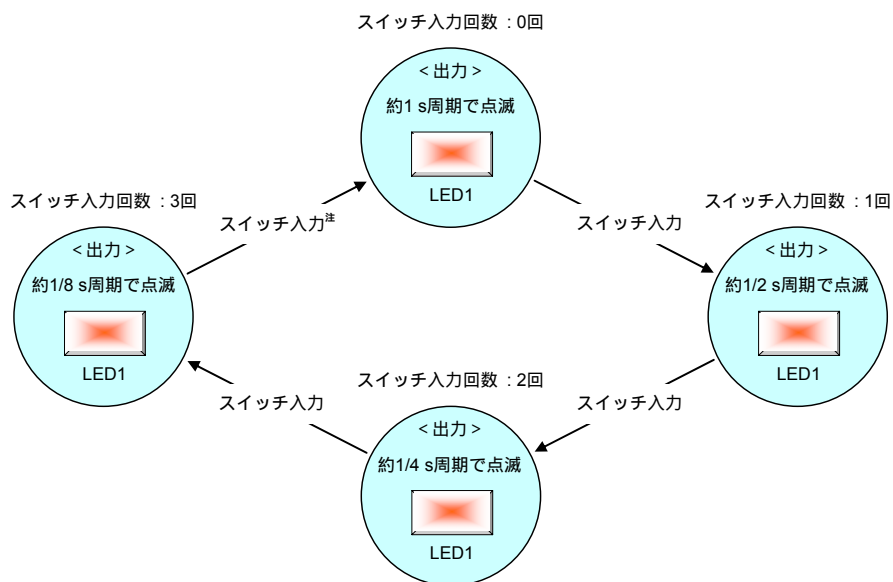 スイッチ入力回数 : 0回
< 出力 >
約1 s周期で点滅
LED1
スイッチ入力注
スイッチ入力
スイッチ入力回数 : 3回
< 出力 >
約1/8 s周期で点滅
LED1
スイッチ入力回数 : 1回
< 出力 >
約1/2 s周期で点滅
LED1
スイッチ入力
スイッチ入力
スイッチ入力回数 : 2回
< 出力 >
約1/4 s周期で点滅
LED1